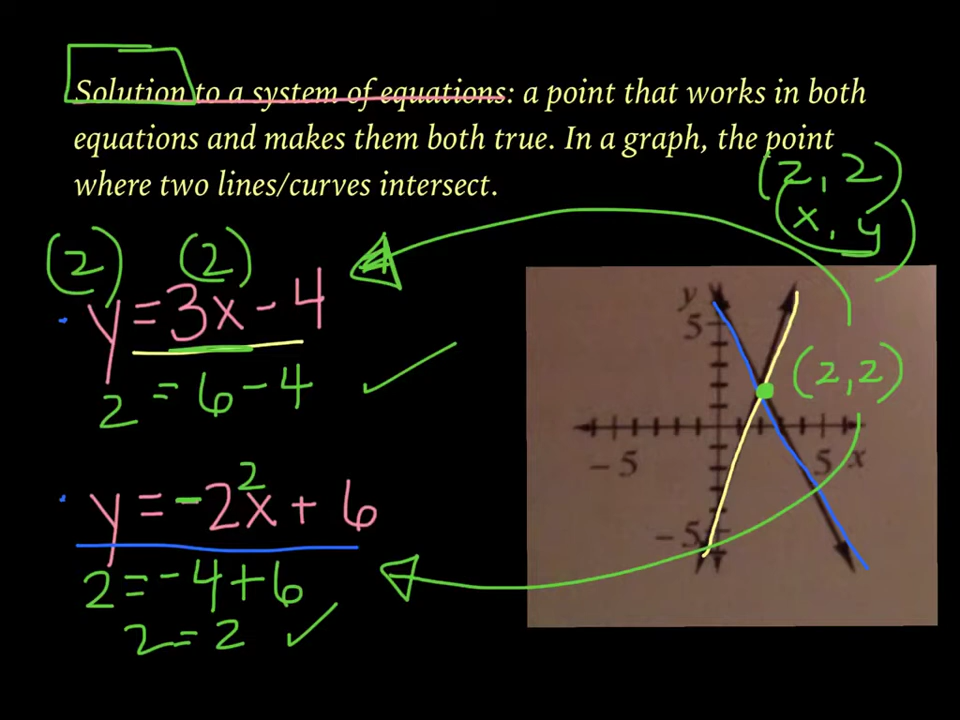 Solution to a system of equations: a point that works in both
equations and makes them both true. In a graph, the point
where two lines/curves intersect.
(2, 2)
(x, y)
(2) (2)
y = 3x - 4
2 = 6 - 4
2
y = -2x + 6
2 = -4 + 6
2 = 2
y
5
(2,2)
-5
5 x
-5